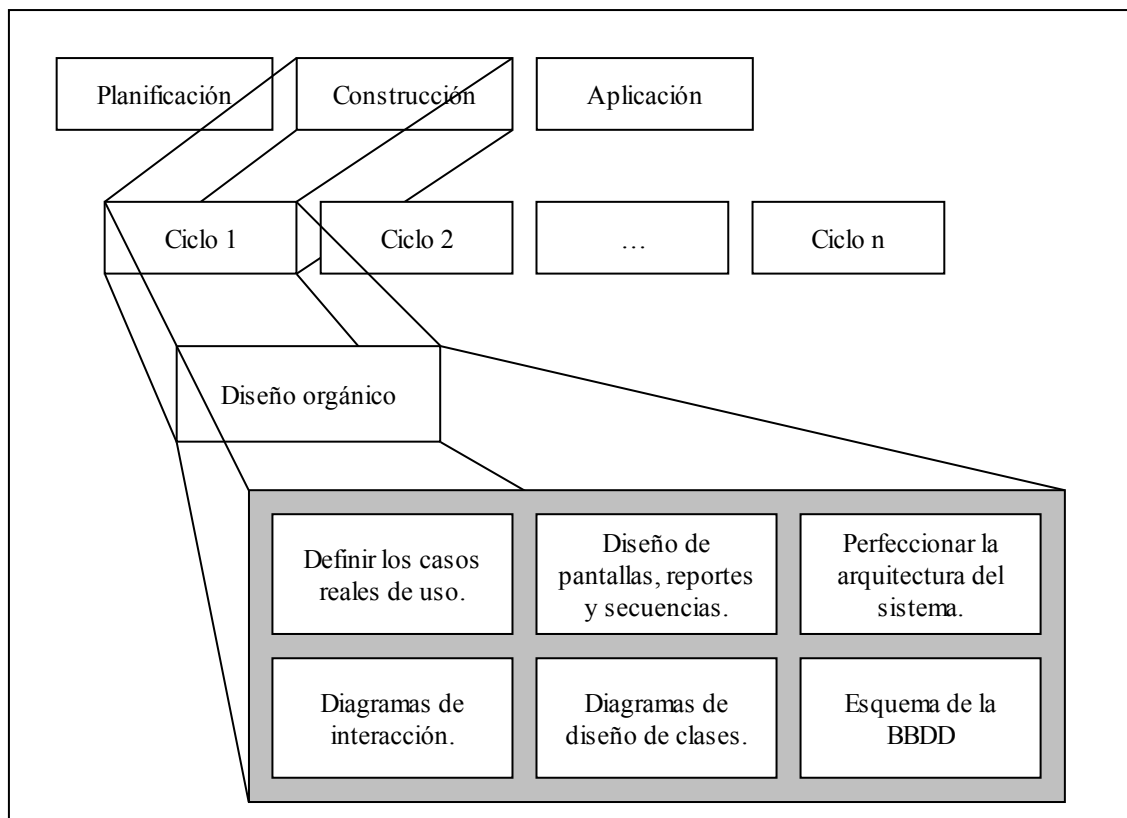 Planificación
Construcción
Aplicación
Ciclo 1
Ciclo 2
…
Ciclo n
Diseño orgánico
Definir los casos
reales de uso.
Diseño de
pantallas, reportes
y secuencias.
Perfeccionar la
arquitectura del
sistema.
Diagramas de
interacción.
Diagramas de
diseño de clases.
Esquema de la
BBDD